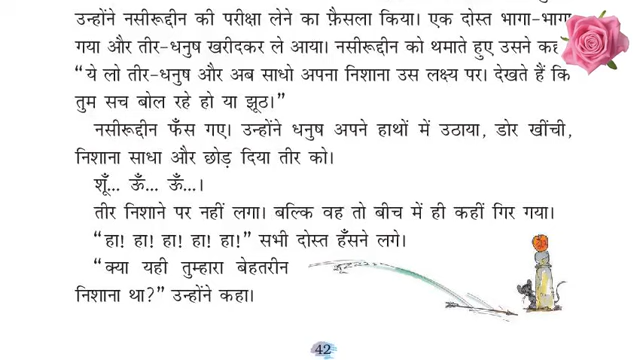 उन्होंने नसीरूद्दीन की परीक्षा लेने का फ़ैसला किया। एक दोस्त भागा-भागा
गया और तीर-धनुष खरीदकर ले आया। नसीरूद्दीन को थमाते हुए उसने कहा
“ये लो तीर-धनुष और अब साधो अपना निशाना उस लक्ष्य पर। देखते हैं कि
तुम सच बोल रहे हो या झूठ।”
नसीरूद्दीन फँस गए। उन्होंने धनुष अपने हाथों में उठाया, डोर खींची,
निशाना साधा और छोड़ दिया तीर को।
शूँ... ऊँ... ऊँ...।
तीर निशाने पर नहीं लगा। बल्कि वह तो बीच में ही कहीं गिर गया।
“हा! हा! हा! हा! हा!” सभी दोस्त हँसने लगे।
“क्या यही तुम्हारा बेहतरीन
निशाना था?” उन्होंने कहा।
42